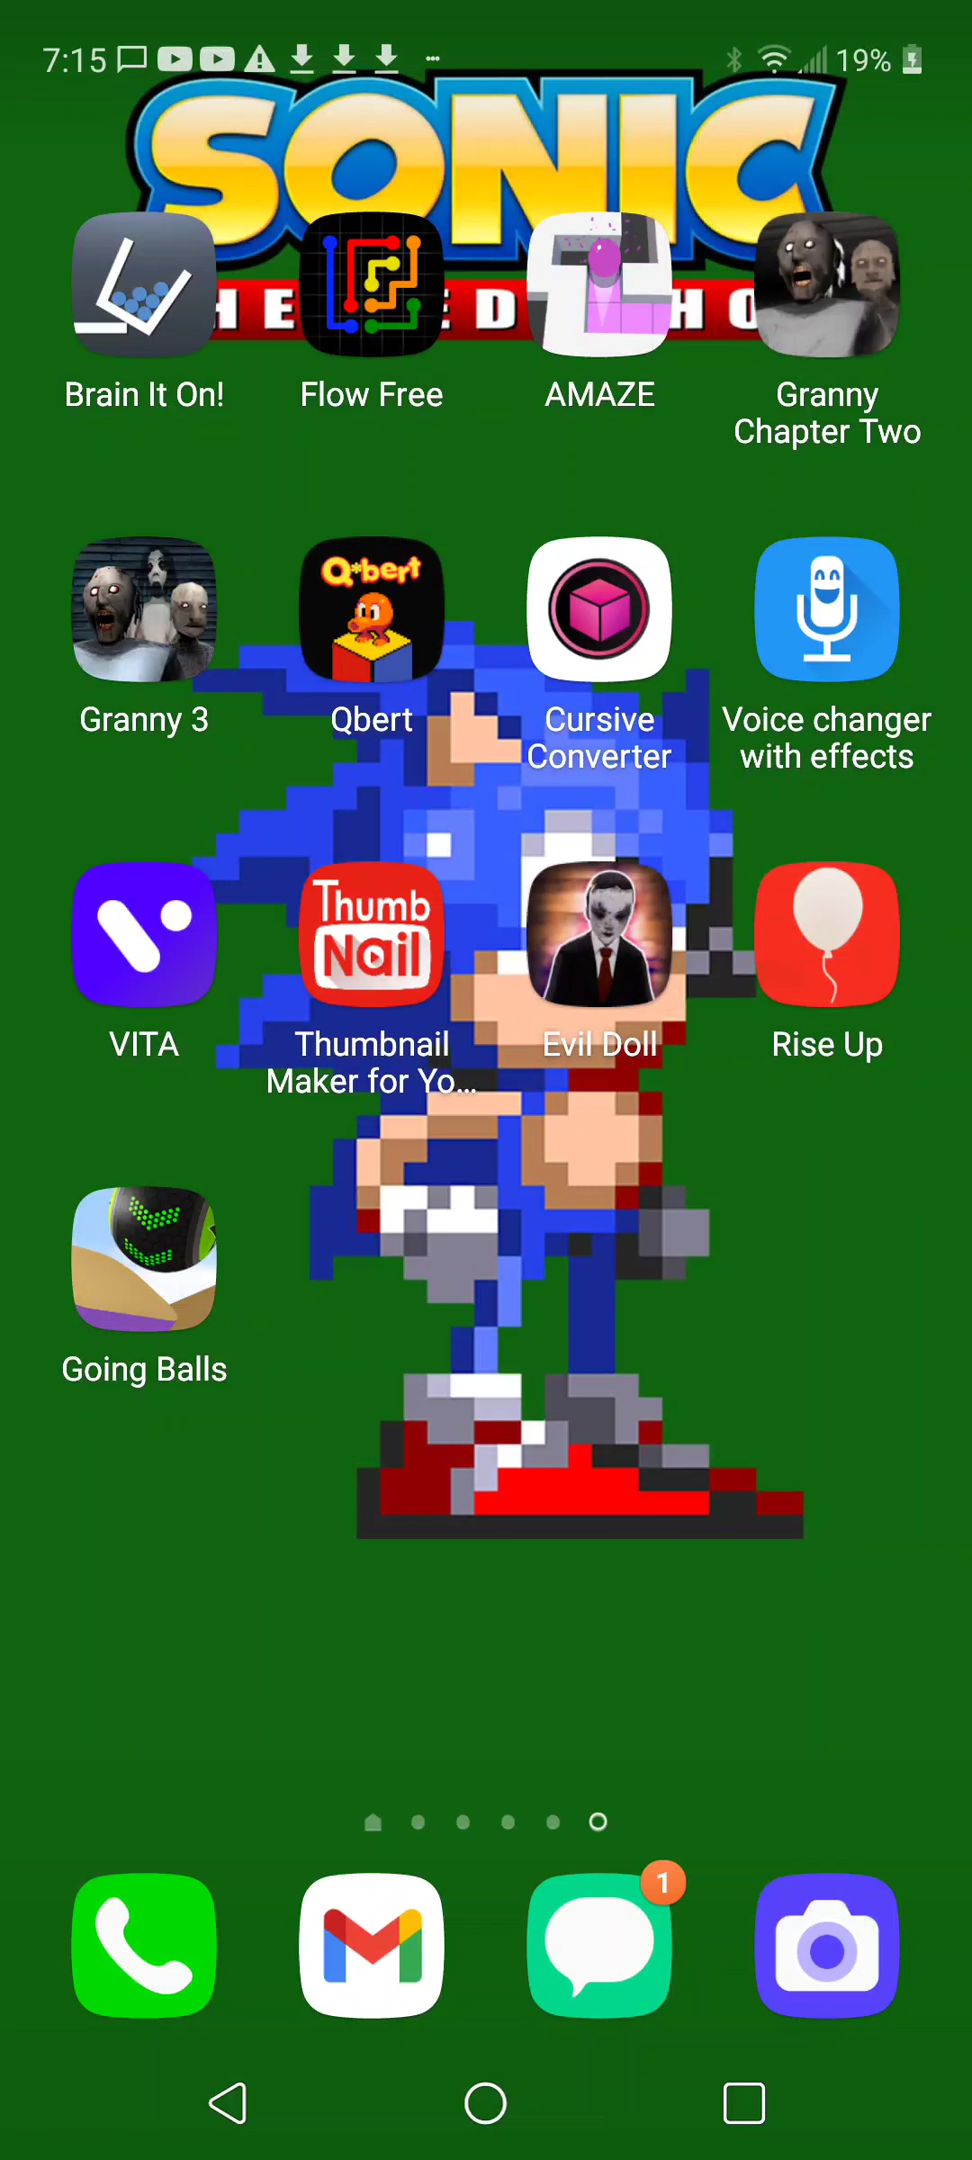 7:15
19%
SONIC
Brain It On!
Flow Free
AMAZE
Granny
Chapter Two
Q*bert
Granny 3
Qbert
Cursive
Converter
Voice changer
with effects
Thumb
Nail
VITA
Thumbnail
Maker for Yo...
Evil Doll
Rise Up
Going Balls
1